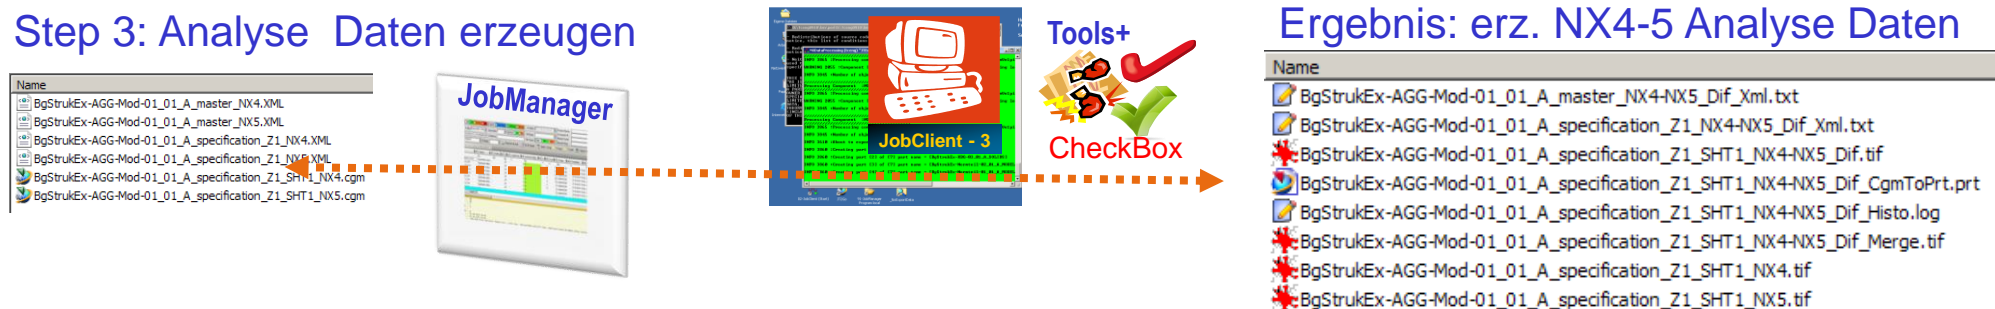 Step 3: Analyse Daten erzeugen
Name
BgStrukEx-AGG-Mod-01_01_A_master_NX4.XML
BgStrukEx-AGG-Mod-01_01_A_master_NX5.XML
BgStrukEx-AGG-Mod-01_01_A_specification_Z1_NX4.XML
BgStrukEx-AGG-Mod-01_01_A_specification_Z1_NX5.XML
BgStrukEx-AGG-Mod-01_01_A_specification_Z1_SHT1_NX4.cgm
BgStrukEx-AGG-Mod-01_01_A_specification_Z1_SHT1_NX5.cgm
JobManager
JobClient - 3
Tools+
CheckBox
Ergebnis: erz. NX4-5 Analyse Daten
Name
BgStrukEx-AGG-Mod-01_01_A_master_NX4-NX5_Dif_Xml.txt
BgStrukEx-AGG-Mod-01_01_A_specification_Z1_NX4-NX5_Dif_Xml.txt
BgStrukEx-AGG-Mod-01_01_A_specification_Z1_SHT1_NX4-NX5_Dif.tif
BgStrukEx-AGG-Mod-01_01_A_specification_Z1_SHT1_NX4-NX5_Dif_CgmToPrt.prt
BgStrukEx-AGG-Mod-01_01_A_specification_Z1_SHT1_NX4-NX5_Dif_Histo.log
BgStrukEx-AGG-Mod-01_01_A_specification_Z1_SHT1_NX4-NX5_Dif_Merge.tif
BgStrukEx-AGG-Mod-01_01_A_specification_Z1_SHT1_NX4.tif
BgStrukEx-AGG-Mod-01_01_A_specification_Z1_SHT1_NX5.tif